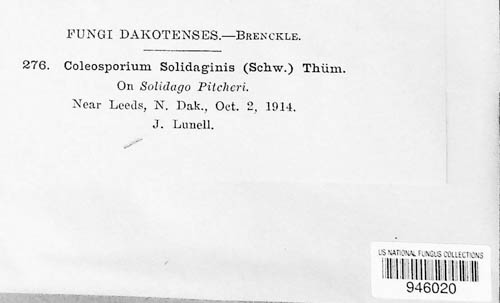 FUNGI DAKOTENSES.—BRENCKLE.
276. Coleosporium Solidaginis (Schw.) Thüm.
On Solidago Pitcheri.
Near Leeds, N. Dak., Oct. 2, 1914.
J. Lunell.
US NATIONAL FUNGUS COLLECTIONS
946020